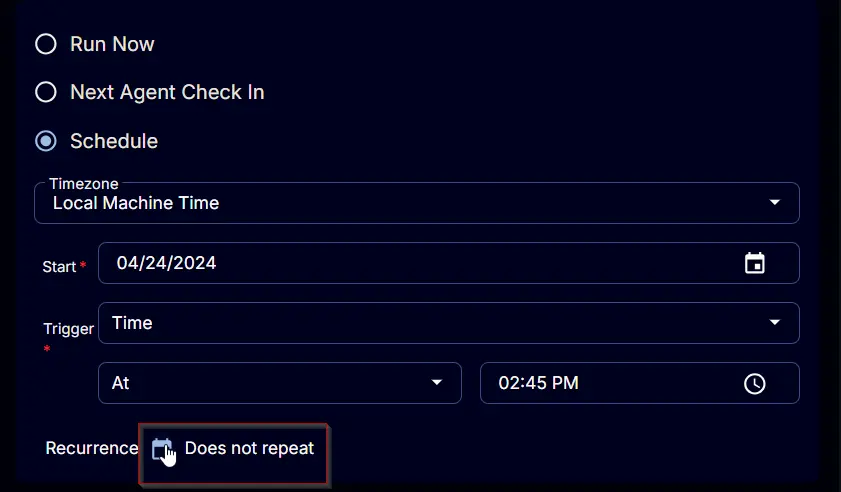 Run Now
Next Agent Check In
Schedule
Timezone
Local Machine Time
Start * 04/24/2024
Trigger * Time
At 02:45 PM
Recurrence Does not repeat